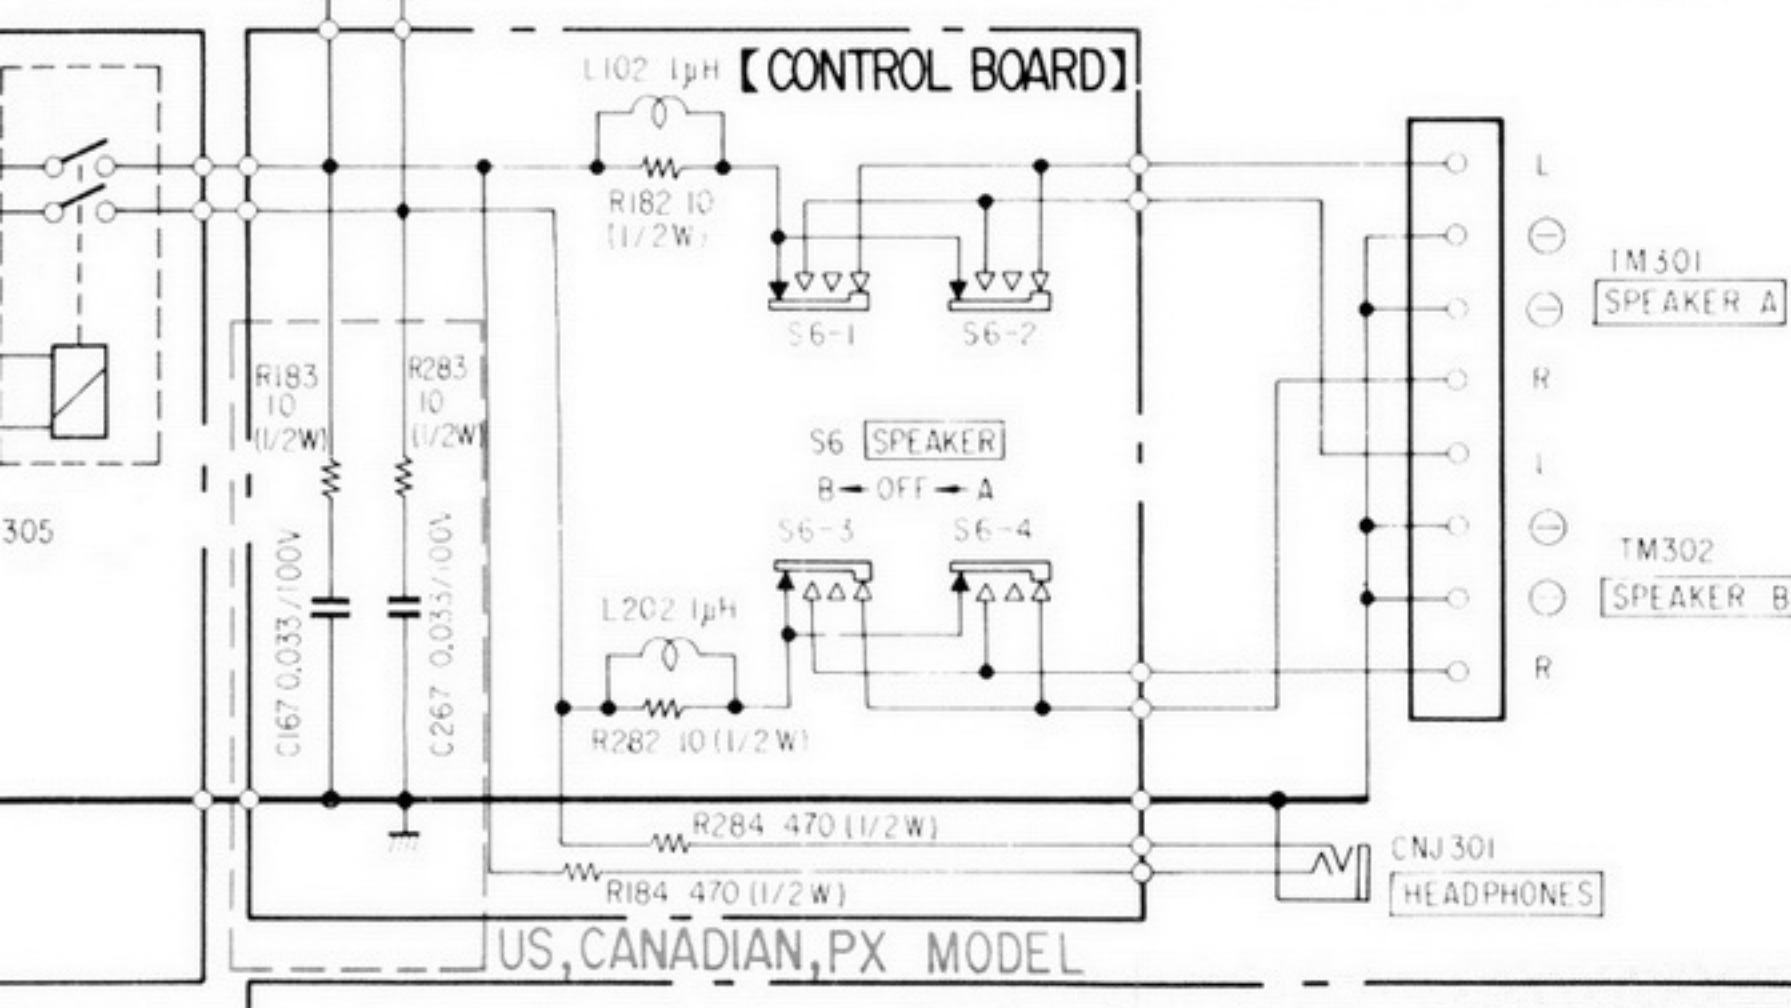 L102 1µH
【CONTROL BOARD】
R182 10
(1/2W)
L
⊖
TM301
SPEAKER A
⊖
S6-1
S6-2
R183
10
(1/2W)
R283
10
(1/2W)
R
S6 SPEAKER
B← OFF ← A
L
305
S6-3
S6-4
⊖
TM302
SPEAKER B
⊖
C167 0.033/100V
C267 0.033/100V
L202 1µH
R
R282 10 (1/2W)
R284 470 (1/2W)
CNJ301
HEADPHONES
R184 470 (1/2W)
US,CANADIAN,PX MODEL